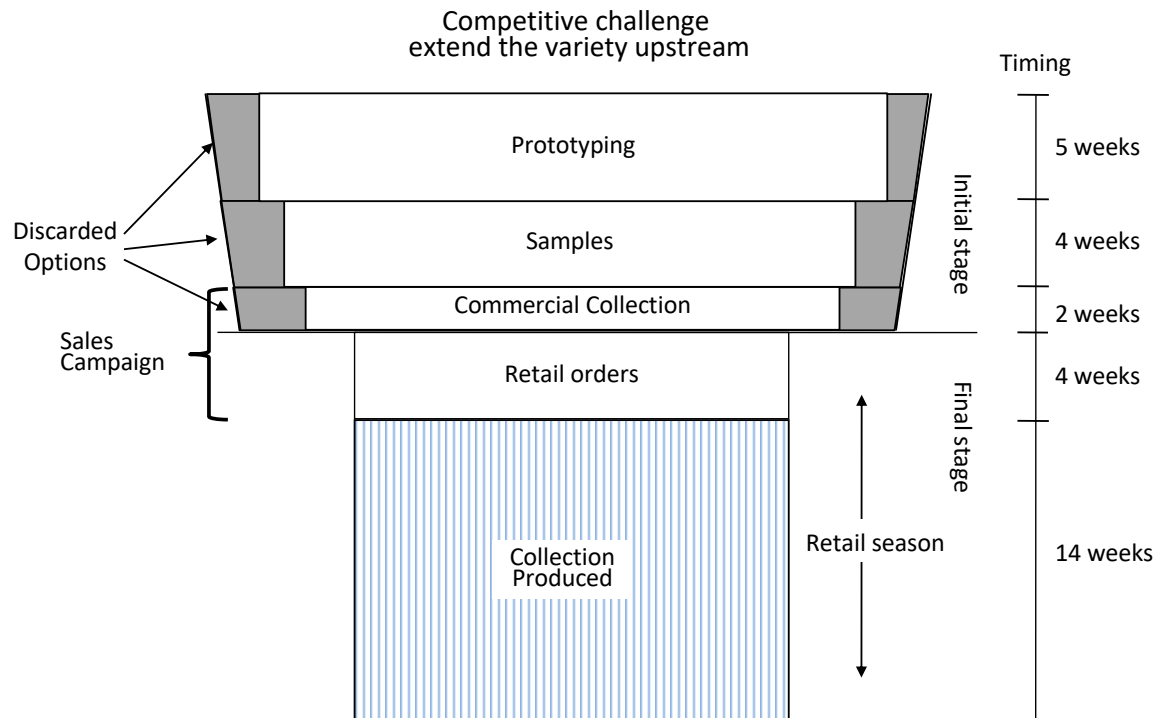 Competitive challenge
extend the variety upstream
Timing
Prototyping
5 weeks
Initial stage
Discarded
Options
Samples
4 weeks
Commercial Collection
2 weeks
Sales
Campaign
Retail orders
4 weeks
Final stage
Retail season
Collection
Produced
14 weeks